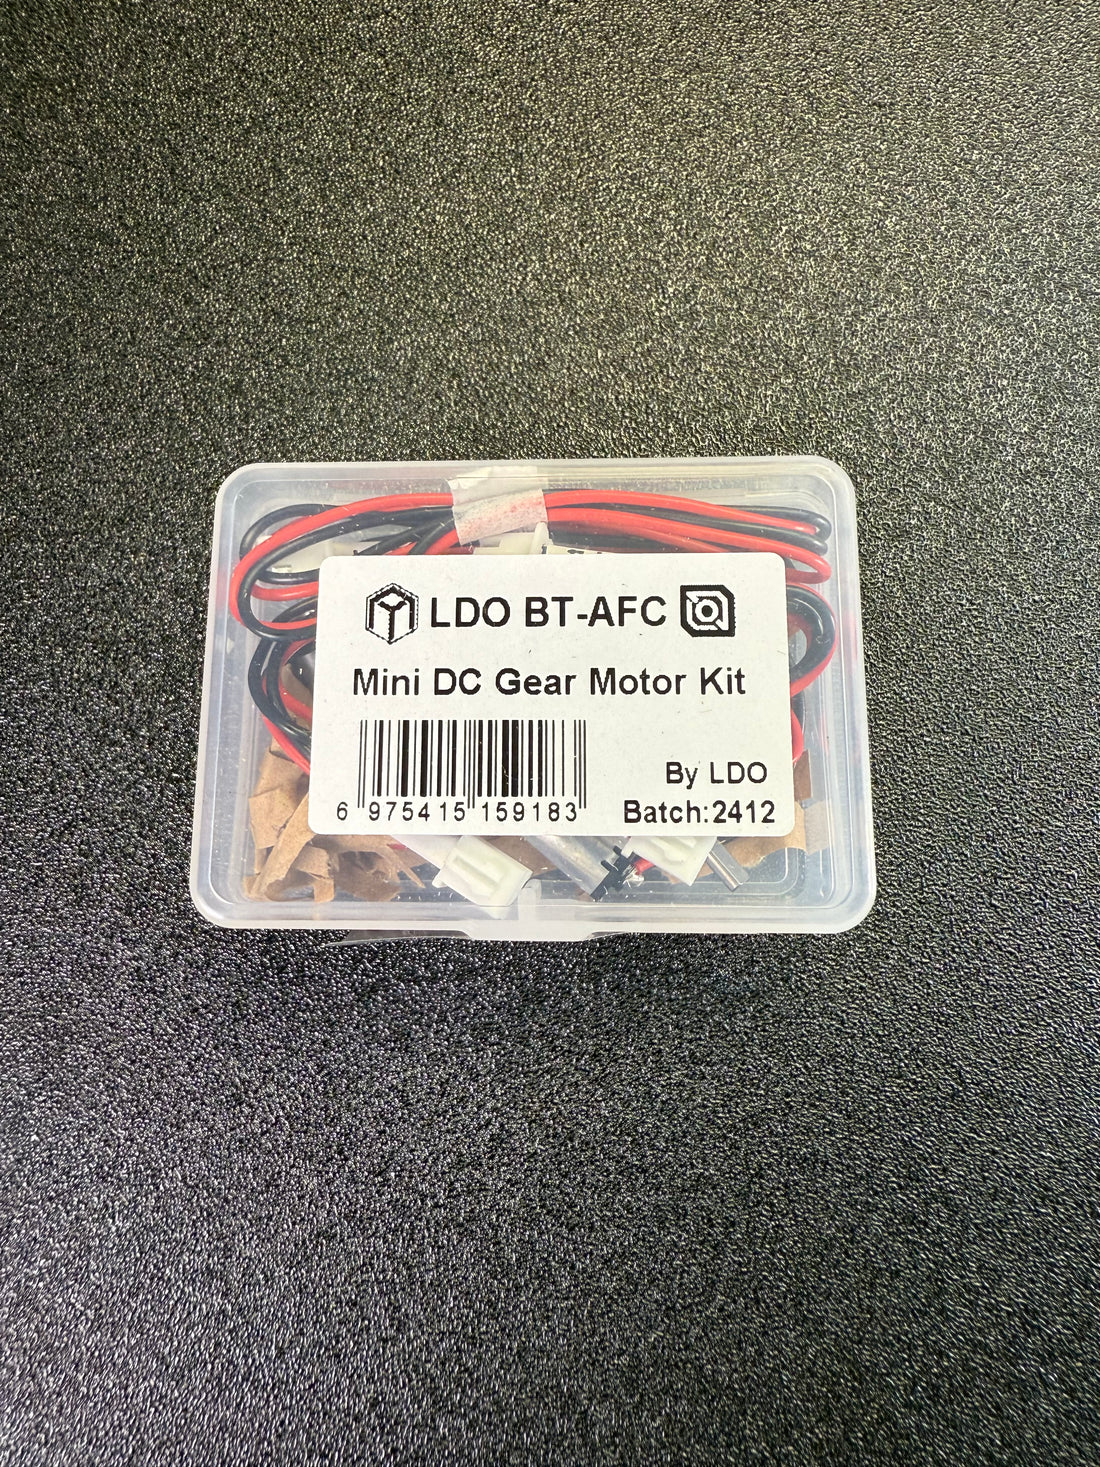 LDO BT-AFC
Mini DC Gear Motor Kit
6 975415 159183
By LDO
Batch:2412